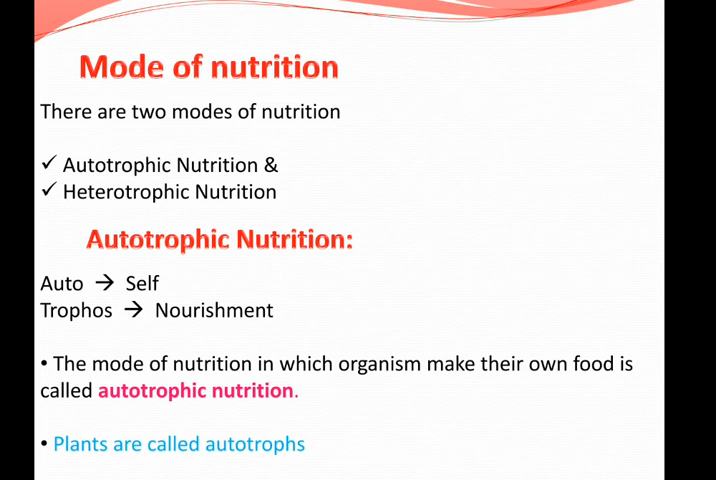 Mode of nutrition
There are two modes of nutrition
✓ Autotrophic Nutrition &
✓ Heterotrophic Nutrition
Autotrophic Nutrition:
Auto → Self
Trophos → Nourishment
• The mode of nutrition in which organism make their own food is
called autotrophic nutrition.
• Plants are called autotrophs